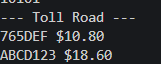 --- Toll Road ---
765DEF $10.80
ABCD123 $18.60